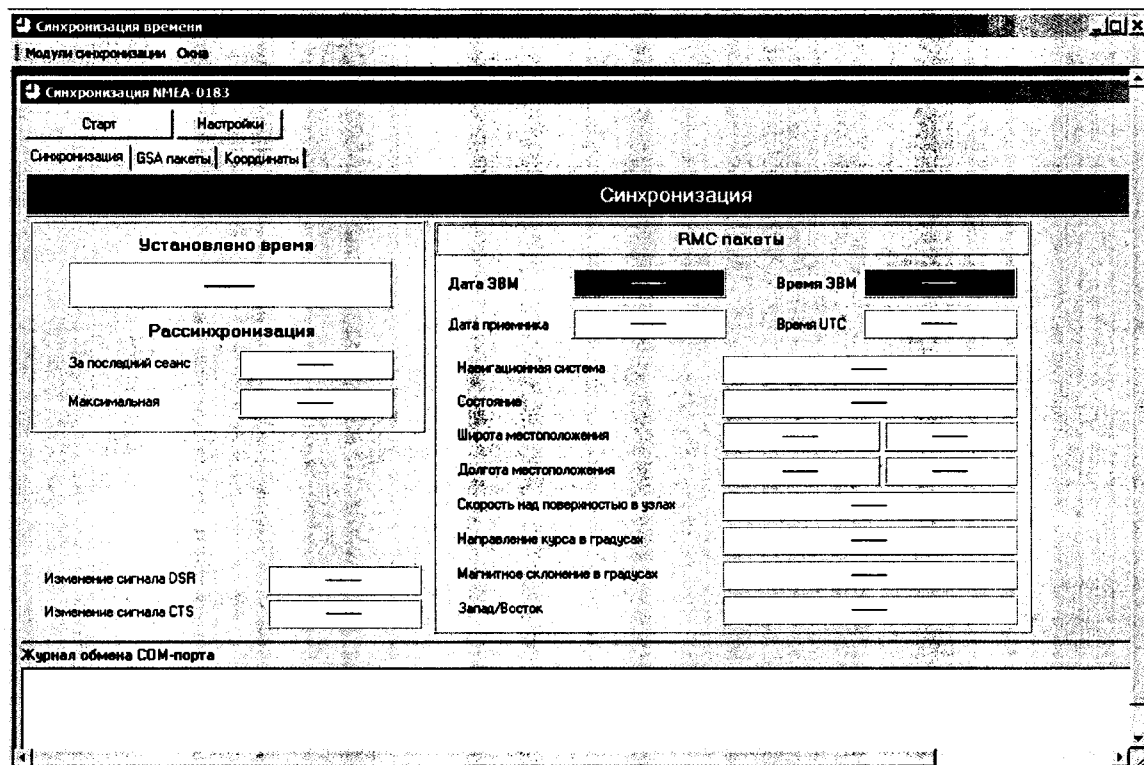 Синхронизация времени
Модули синхронизации Окна
Синхронизация NMEA-0183
Старт Настройки
Синхронизация GSA пакеты Координаты
Синхронизация
Установлено время
Рассинхронизация
За последний сеанс
Максимальная
Изменение сигнала DSR
Изменение сигнала CTS
RMC пакеты
Дата ЭВМ Время ЭВМ
Дата приемника Время UTC
Навигационная система
Состояние
Широта местоположения
Долгота местоположения
Скорость над поверхностью в узлах
Направление курса в градусах
Магнитное склонение в градусах
Запад/Восток
Журнал обмена COM-порта